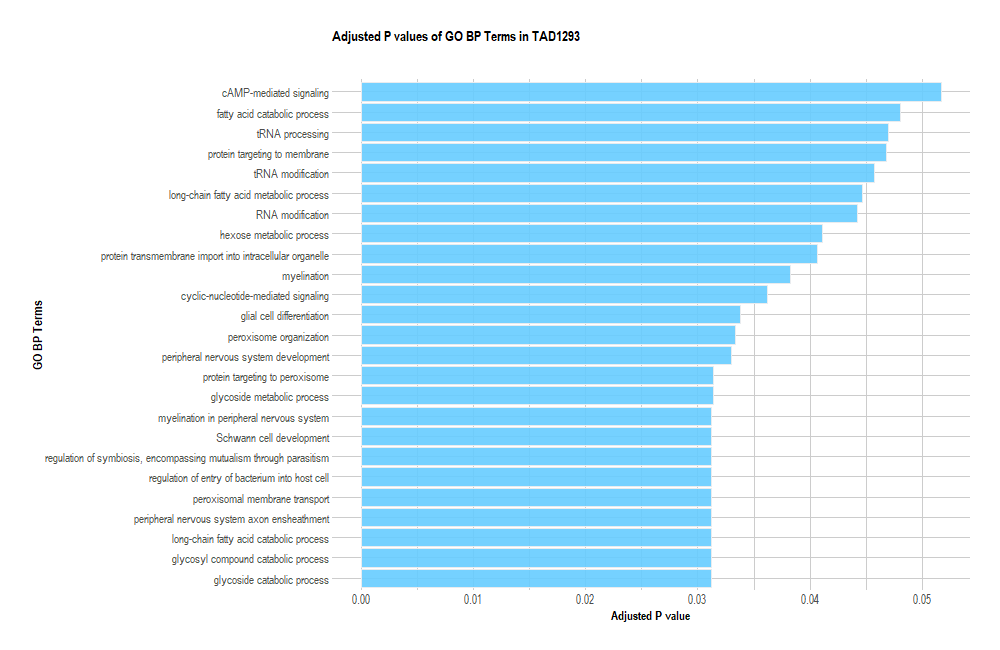 Adjusted P values of GO BP Terms in TAD1293
GO BP Terms
cAMP-mediated signaling
fatty acid catabolic process
tRNA processing
protein targeting to membrane
tRNA modification
long-chain fatty acid metabolic process
RNA modification
hexose metabolic process
protein transmembrane import into intracellular organelle
myelination
cyclic-nucleotide-mediated signaling
glial cell differentiation
peroxisome organization
peripheral nervous system development
protein targeting to peroxisome
glycoside metabolic process
myelination in peripheral nervous system
Schwann cell development
regulation of symbiosis, encompassing mutualism through parasitism
regulation of entry of bacterium into host cell
peroxisomal membrane transport
peripheral nervous system axon ensheathment
long-chain fatty acid catabolic process
glycosyl compound catabolic process
glycoside catabolic process
0.00 0.01 0.02 0.03 0.04 0.05
Adjusted P value